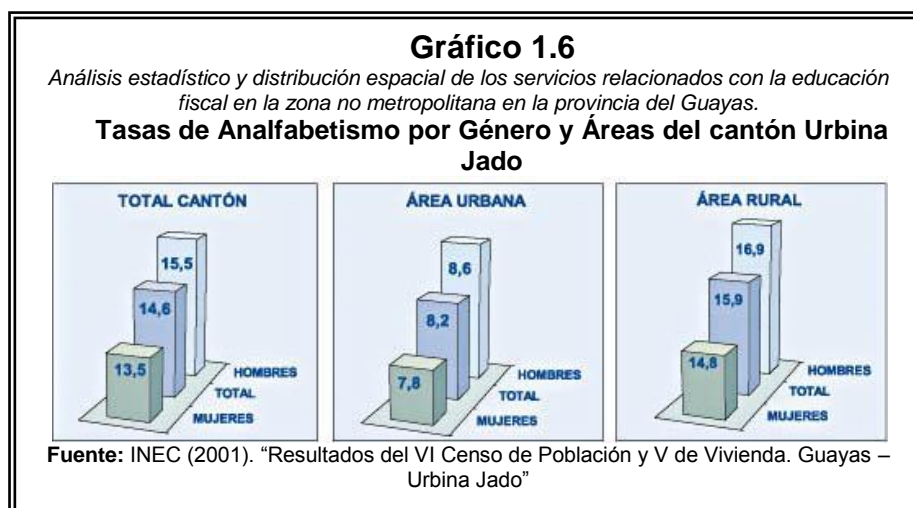 Gráfico 1.6
Análisis estadístico y distribución espacial de los servicios relacionados con la educación
fiscal en la zona no metropolitana en la provincia del Guayas.
Tasas de Analfabetismo por Género y Áreas del cantón Urbina
Jado
TOTAL CANTÓN
15,5
14,6
13,5
HOMBRES
TOTAL
MUJERES
ÁREA URBANA
8,6
8,2
7,8
HOMBRES
TOTAL
MUJERES
ÁREA RURAL
16,9
15,9
14,8
HOMBRES
TOTAL
MUJERES
Fuente: INEC (2001). “Resultados del VI Censo de Población y V de Vivienda. Guayas –
Urbina Jado”